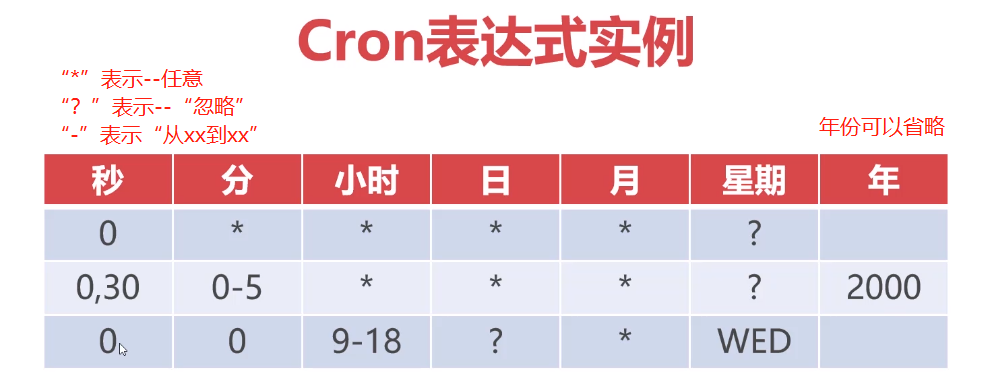 Cron表达式实例
“*”表示--任意
“? ”表示--“忽略”
“-”表示“从xx到xx”
年份可以省略
秒 分 小时 日 月 星期 年
0 * * * * ?
0,30 0-5 * * * ? 2000
0 0 9-18 ? * WED